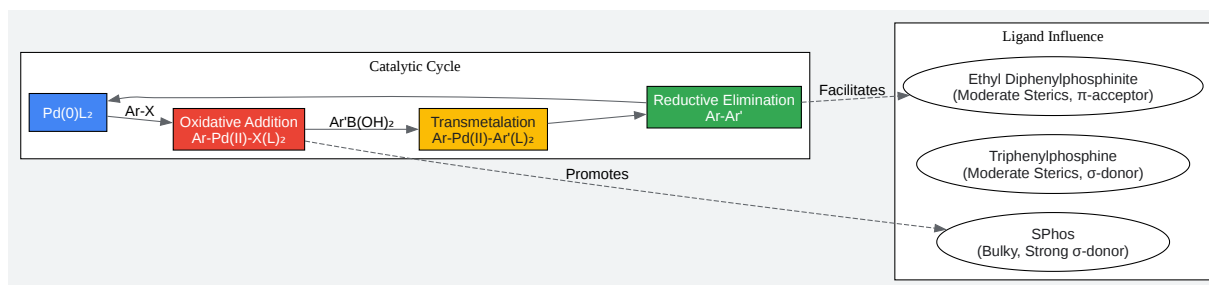 Catalytic Cycle
Pd(0)L₂
Ar-X
Oxidative Addition
Ar-Pd(II)-X(L)₂
Ar'B(OH)₂
Transmetalation
Ar-Pd(II)-Ar'(L)₂
Reductive Elimination
Ar-Ar'
Facilitates
Promotes
Ligand Influence
Ethyl Diphenylphosphinite
(Moderate Sterics, π-acceptor)
Triphenylphosphine
(Moderate Sterics, σ-donor)
SPhos
(Bulky, Strong σ-donor)